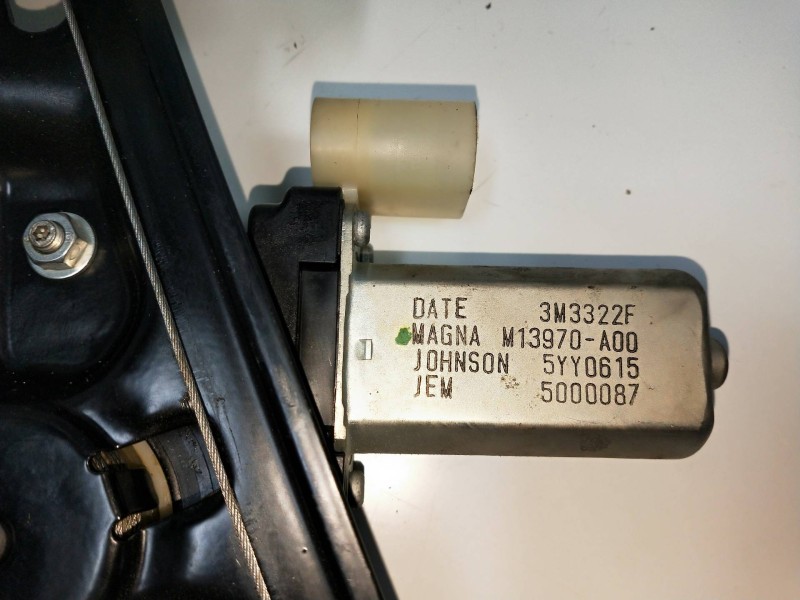 DATE 3M3322F
MAGNA M13970-A00
JOHNSON 5YY0615
JEM 5000087